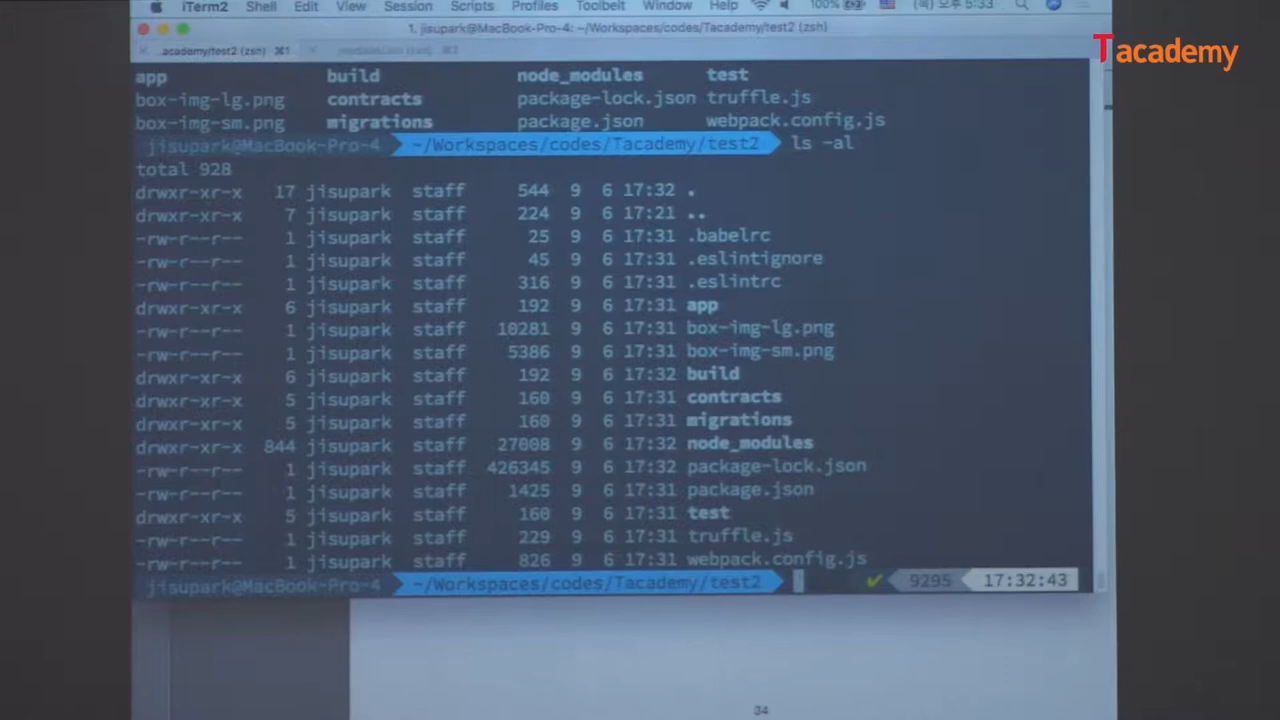 iTerm2 Shell Edit View Session Scripts Profiles Toolbelt Window Help 100% 오후 5:33
1. jisupark@MacBook-Pro-4: ~/Workspaces/codes/Tacademy/test2 (zsh)
Tacademy
..academy/test2 (zsh) ⌘1
app build node_modules test
box-img-lg.png contracts package-lock.json truffle.js
box-img-sm.png migrations package.json webpack.config.js
jisupark@MacBook-Pro-4 ~/Workspaces/codes/Tacademy/test2 ls -al
total 928
drwxr-xr-x 17 jisupark staff 544 9 6 17:32 .
drwxr-xr-x 7 jisupark staff 224 9 6 17:21 ..
-rw-r--r-- 1 jisupark staff 25 9 6 17:31 .babelrc
-rw-r--r-- 1 jisupark staff 45 9 6 17:31 .eslintignore
-rw-r--r-- 1 jisupark staff 316 9 6 17:31 .eslintrc
drwxr-xr-x 6 jisupark staff 192 9 6 17:31 app
-rw-r--r-- 1 jisupark staff 10281 9 6 17:31 box-img-lg.png
-rw-r--r-- 1 jisupark staff 5386 9 6 17:31 box-img-sm.png
drwxr-xr-x 6 jisupark staff 192 9 6 17:32 build
drwxr-xr-x 5 jisupark staff 160 9 6 17:31 contracts
drwxr-xr-x 5 jisupark staff 160 9 6 17:31 migrations
drwxr-xr-x 844 jisupark staff 27008 9 6 17:32 node_modules
-rw-r--r-- 1 jisupark staff 426345 9 6 17:32 package-lock.json
-rw-r--r-- 1 jisupark staff 1425 9 6 17:31 package.json
drwxr-xr-x 5 jisupark staff 160 9 6 17:31 test
-rw-r--r-- 1 jisupark staff 229 9 6 17:31 truffle.js
-rw-r--r-- 1 jisupark staff 826 9 6 17:31 webpack.config.js
jisupark@MacBook-Pro-4 ~/Workspaces/codes/Tacademy/test2 ✔ 9295 17:32:43
34